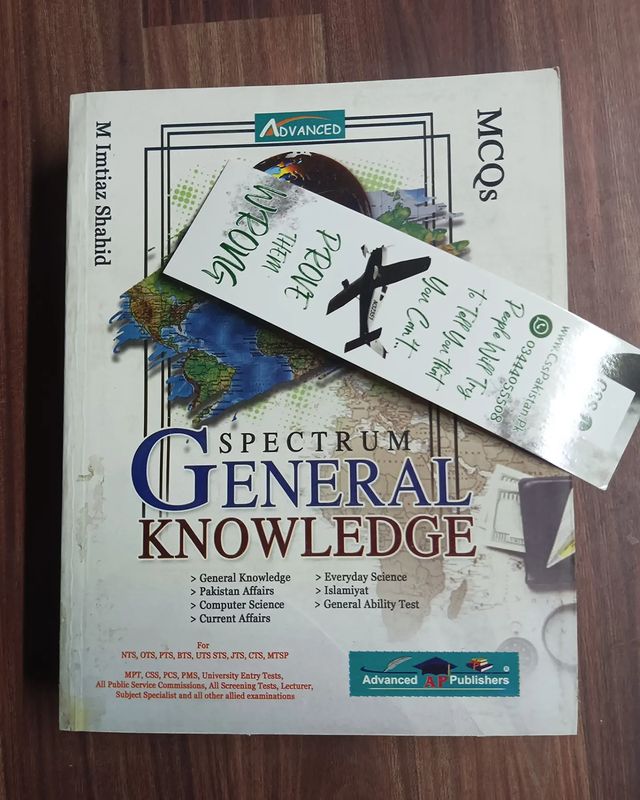 ADVANCED
MCQs
M Imtiaz Shahid
People Will Try
to Tell You that
You Can't...
PROVE
THEM
WRONG
www.CssPakistan.Pk
03444055508
SPECTRUM
GENERAL
KNOWLEDGE
> General Knowledge
> Pakistan Affairs
> Computer Science
> Current Affairs
> Everyday Science
> Islamiyat
> General Ability Test
For
NTS, OTS, PTS, BTS, UTS STS, JTS, CTS, MTSP
MPT, CSS, PCS, PMS, University Entry Tests,
All Public Service Commissions, All Screening Tests, Lecturer,
Subject Specialist and all other allied examinations
Advanced AP Publishers ®